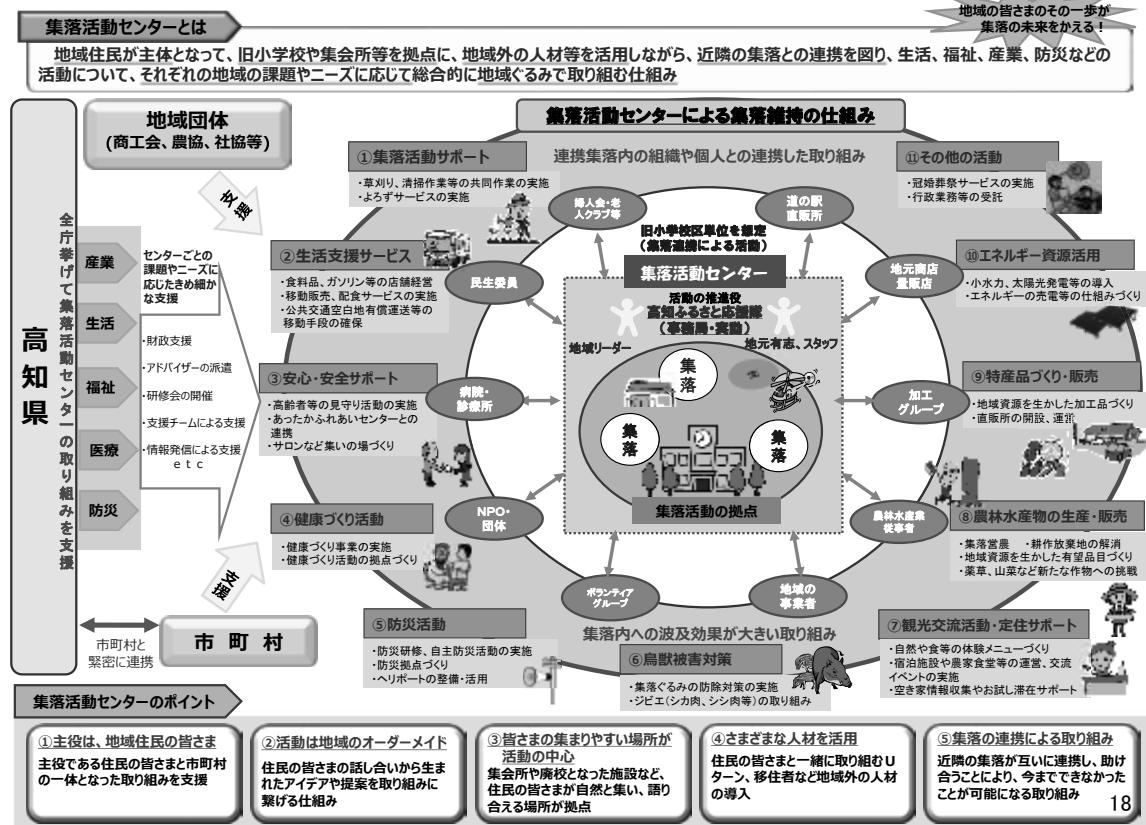 地域の皆さまのその一歩が
集落の未来をかえる！
集落活動センターとは
地域住民が主体となって、旧小学校や集会所等を拠点に、地域外の人材等を活用しながら、近隣の集落との連携を図り、生活、福祉、産業、防災などの
活動について、それぞれの地域の課題やニーズに応じて総合的に地域ぐるみで取り組む仕組み
高知県
全庁挙げて集落活動センターの取り組みを支援
地域団体
（商工会、農協、社協等）
支援
産業
生活
福祉
医療
防災
センターごとの
課題やニーズに
応じたきめ細か
な支援
・財政支援
・アドバイザーの派遣
・研修会の開催
・支援チームによる支援
・情報発信による支援
ｅｔｃ
支援
市町村と
緊密に連携
市 町 村
集落活動センターによる集落維持の仕組み
連携集落内の組織や個人との連携した取り組み
①集落活動サポート
・草刈り、清掃作業等の共同作業の実施
・よろずサービスの実施
②生活支援サービス
・食料品、ガソリン等の店舗経営
・移動販売、配食サービスの実施
・公共交通空白地有償運送等の
移動手段の確保
③安心・安全サポート
・高齢者等の見守り活動の実施
・あったかふれあいセンターとの
連携
・サロンなど集いの場づくり
④健康づくり活動
・健康づくり事業の実施
・健康づくり活動の拠点づくり
⑤防災活動
・防災研修、自主防災活動の実施
・防災拠点づくり
・ヘリポートの整備・活用
⑥鳥獣被害対策
・集落ぐるみの防除対策の実施
・ジビエ（シカ肉、シシ肉等）の取り組み
⑦観光交流活動・定住サポート
・自然や食等の体験メニューづくり
・宿泊施設や農家食堂等の運営、交流
イベントの実施
・空き家情報収集やお試し滞在サポート
⑧農林水産物の生産・販売
・集落営農　・耕作放棄地の解消
・地域資源を生かした有望品目づくり
・薬草、山菜など新たな作物への挑戦
⑨特産品づくり・販売
・地域資源を生かした加工品づくり
・直販所の開設、運営
⑩エネルギー資源活用
・小水力、太陽光発電等の導入
・エネルギーの売電等の仕組みづくり
⑪その他の活動
・冠婚葬祭サービスの実施
・行政業務等の受託
婦人会・老
人クラブ等
道の駅
直販所
民生委員
地元商店
量販店
病院・
診療所
加工
グループ
NPO・
団体
農林水産業
従事者
ボランティア
グループ
地域の
事業者
旧小学校区単位を想定
（集落連携による活動）
集落活動センター
活動の推進役
高知ふるさと応援隊
（事務局・実動）
地域リーダー
地元有志、スタッフ
集落
集落
集落
集落活動の拠点
集落内への波及効果が大きい取り組み
集落活動センターのポイント
①主役は、地域住民の皆さま
主役である住民の皆さまと市町村
の一体となった取り組みを支援
②活動は地域のオーダーメイド
住民の皆さまの話し合いから生ま
れたアイデアや提案を取り組みに
繋げる仕組み
③皆さまの集まりやすい場所が
活動の中心
集会所や廃校となった施設など、
住民の皆さまが自然と集い、語り
合える場所が拠点
④さまざまな人材を活用
住民の皆さまと一緒に取り組むU
ターン、移住者など地域外の人材
の導入
⑤集落の連携による取り組み
近隣の集落が互いに連携し、助け
合うことにより、今までできなかった
ことが可能になる取り組み
18